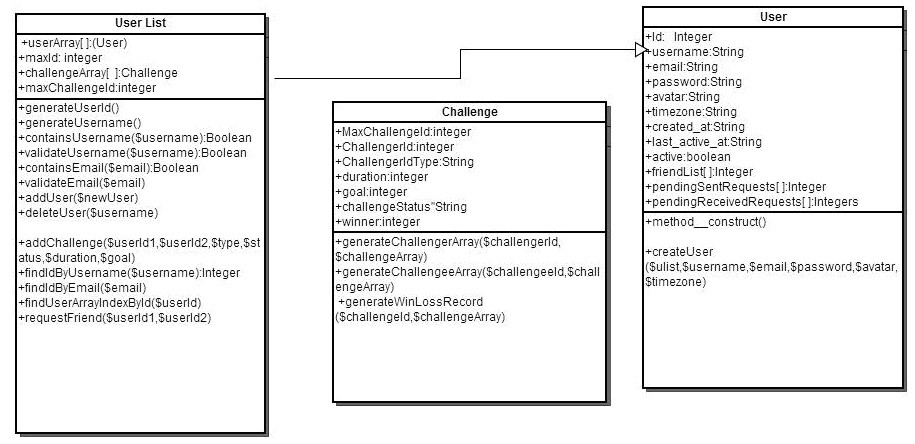 User List
+userArray[ ]:(User)
+maxId: integer
+challengeArray[  ]:Challenge
+maxChallengeId:integer
+generateUserId()
+generateUsername()
+containsUsername($username):Boolean
+validateUsername($username):Boolean
+containsEmail($email):Boolean
+validateEmail($email)
+addUser($newUser)
+deleteUser($username)
+addChallenge($userId1,$userId2,$type,$st
atus,$duration,$goal)
+findIdByUsername($username):Integer
+findIdByEmail($email)
+findUserArrayIndexById($userId)
+requestFriend($userId1,$userId2)
Challenge
+MaxChallengeId:integer
+ChallengerId:integer
+ChallengerIdType:String
+duration:integer
+goal:integer
+challengeStatus"String
+winner:integer
+generateChallengerArray($challengerId,
$challengeArray)
+generateChallengeeArray($challengeeId,$chall
engeArray)
+generateWinLossRecord
($challengeId,$challengeArray)
User
+Id:   Integer
+username:String
+email:String
+password:String
+avatar:String
+timezone:String
+created_at:String
+last_active_at:String
+active:boolean
+friendList[ ]:Integer
+pendingSentRequests[ ]:Integer
+pendingReceivedRequests[ ]:Integers
+method__construct()
+createUser
($ulist,$username,$email,$password,$avatar,
$timezone)